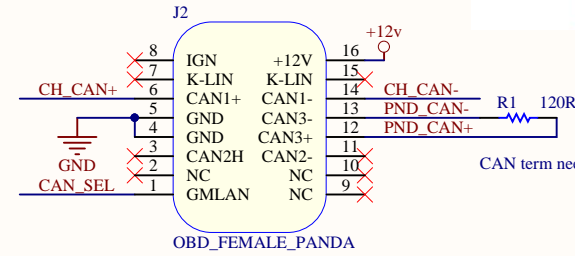 J2
+12v
8 IGN +12V 16
7 K-LIN K-LIN 15
CH_CAN+ 6 CAN1+ CAN1- 14 CH_CAN-
5 GND CAN3- 13 PND_CAN- R1 120R
4 GND CAN3+ 12 PND_CAN+
3 CAN2H CAN2- 11
GND 2 NC NC 10 CAN term nee
CAN_SEL 1 GMLAN NC 9
OBD_FEMALE_PANDA